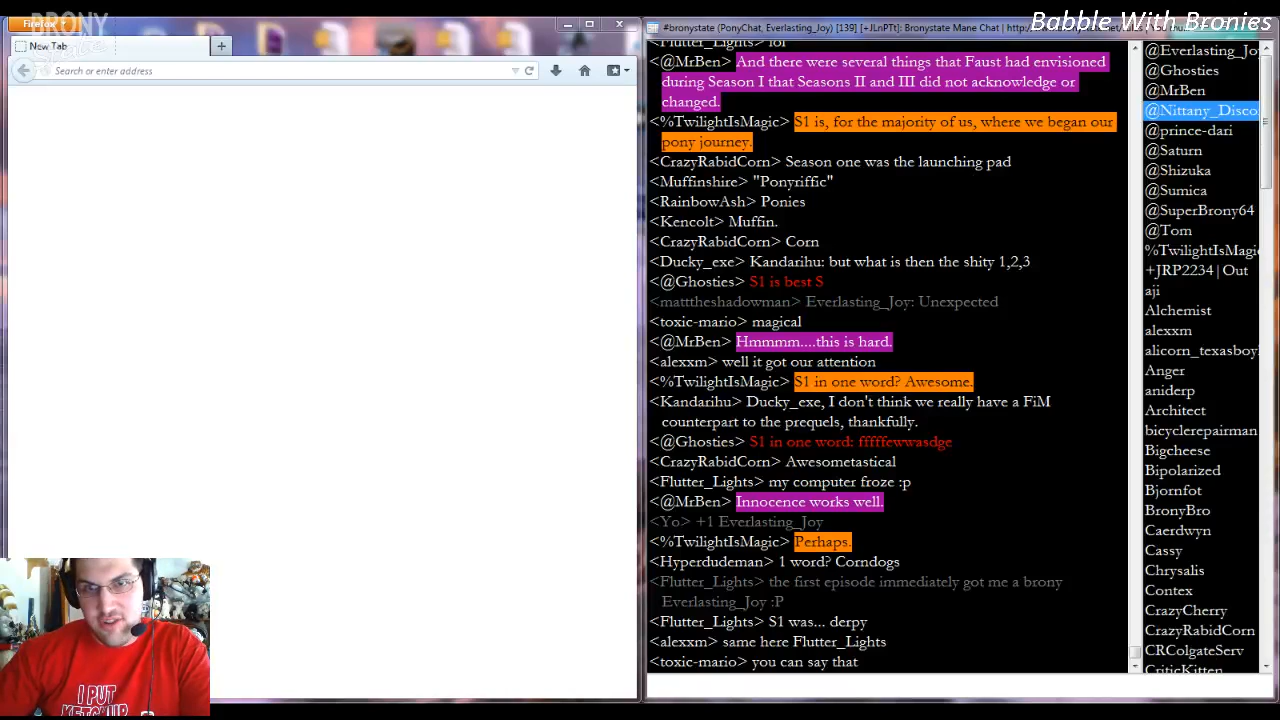 BRONY
Babble With Bronies
Firefox
New Tab
Search or enter address
#bronystate (PonyChat, Everlasting_Joy) [139] [+JLnPTt]: Bronystate Mane Chat |
<Flutter_Lights> lol
<@MrBen> And there were several things that Faust had envisioned
during Season I that Seasons II and III did not acknowledge or
changed.
<%TwilightIsMagic> S1 is, for the majority of us, where we began our
pony journey.
<CrazyRabidCorn> Season one was the launching pad
<Muffinshire> "Ponyriffic"
<RainbowAsh> Ponies
<Kencolt> Muffin.
<CrazyRabidCorn> Corn
<Ducky_exe> Kandarihu: but what is then the shity 1,2,3
<@Ghosties> S1 is best S
<matttheshadowman> Everlasting_Joy: Unexpected
<toxic-mario> magical
<@MrBen> Hmmmm....this is hard.
<alexxm> well it got our attention
<%TwilightIsMagic> S1 in one word? Awesome.
<Kandarihu> Ducky_exe, I don't think we really have a FiM
counterpart to the prequels, thankfully.
<@Ghosties> S1 in one word: fffffewwasdge
<CrazyRabidCorn> Awesometastical
<Flutter_Lights> my computer froze :p
<@MrBen> Innocence works well.
<Yo> +1 Everlasting_Joy
<%TwilightIsMagic> Perhaps.
<Hyperdudeman> 1 word? Corndogs
<Flutter_Lights> the first episode immediately got me a brony
Everlasting_Joy :P
<Flutter_Lights> S1 was... derpy
<alexxm> same here Flutter_Lights
<toxic-mario> you can say that
@Everlasting_Jo
@Ghosties
@MrBen
@Nittany_Disco
@prince-dari
@Saturn
@Shizuka
@Sumica
@SuperBrony64
@Tom
%TwilightIsMagic
+JRP2234|Out
aji
Alchemist
alexxm
alicorn_texasboy
Anger
aniderp
Architect
bicyclerepairman
Bigcheese
Bipolarized
Bjornfot
BronyBro
Caerdwyn
Cassy
Chrysalis
Contex
CrazyCherry
CrazyRabidCorn
CRColgateServ
CriticKitten
I PUT
KETCHUP